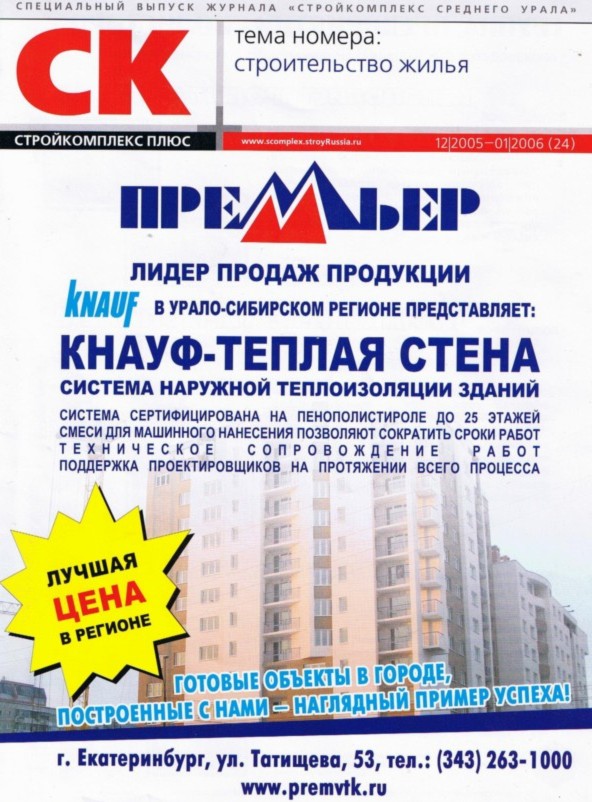 СПЕЦИАЛЬНЫЙ ВЫПУСК ЖУРНАЛА «СТРОЙКОМПЛЕКС СРЕДНЕГО УРАЛА»
СК
тема номера:
строительство жилья
СТРОЙКОМПЛЕКС ПЛЮС
www.scomplex.stroyRussia.ru
12|2005–01|2006 (24)
ПРЕМЬЕР
ЛИДЕР ПРОДАЖ ПРОДУКЦИИ
KNAUF В УРАЛО-СИБИРСКОМ РЕГИОНЕ ПРЕДСТАВЛЯЕТ:
КНАУФ-ТЕПЛАЯ СТЕНА
СИСТЕМА НАРУЖНОЙ ТЕПЛОИЗОЛЯЦИИ ЗДАНИЙ
СИСТЕМА СЕРТИФИЦИРОВАНА НА ПЕНОПОЛИСТИРОЛЕ ДО 25 ЭТАЖЕЙ
СМЕСИ ДЛЯ МАШИННОГО НАНЕСЕНИЯ ПОЗВОЛЯЮТ СОКРАТИТЬ СРОКИ РАБОТ
ТЕХНИЧЕСКОЕ СОПРОВОЖДЕНИЕ РАБОТ
ПОДДЕРЖКА ПРОЕКТИРОВЩИКОВ НА ПРОТЯЖЕНИИ ВСЕГО ПРОЦЕССА
ЛУЧШАЯ
ЦЕНА
В РЕГИОНЕ
ГОТОВЫЕ ОБЪЕКТЫ В ГОРОДЕ,
ПОСТРОЕННЫЕ С НАМИ – НАГЛЯДНЫЙ ПРИМЕР УСПЕХА!
г. Екатеринбург, ул. Татищева, 53, тел.: (343) 263-1000
www.premvtk.ru